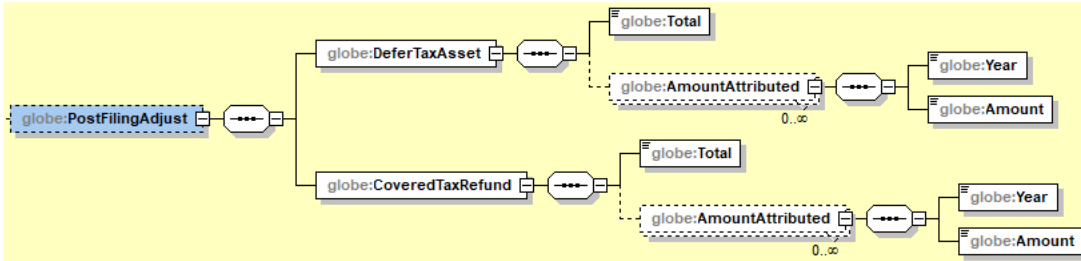 globe:Total
globe:DeferTaxAsset
globe:Year
globe:AmountAttributed
0..∞
globe:Amount
globe:PostFilingAdjust
globe:Total
globe:CoveredTaxRefund
globe:Year
globe:AmountAttributed
0..∞
globe:Amount